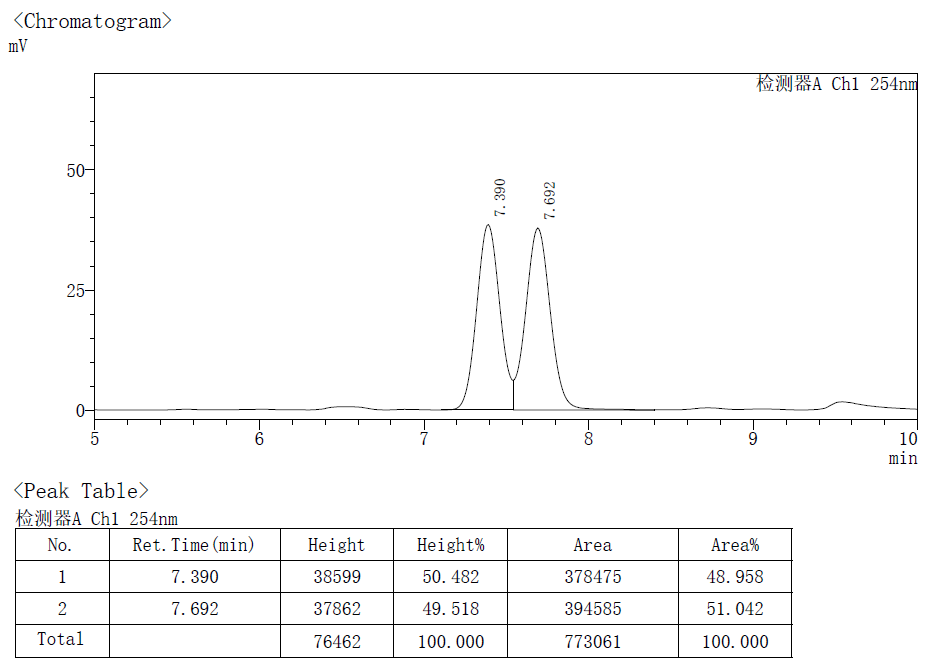 <Chromatogram>
mV
检测器A Ch1 254nm
50
7.390
7.692
25
0
5 6 7 8 9 10
min
<Peak Table>
检测器A Ch1 254nm
No. Ret.Time(min) Height Height% Area Area%
1 7.390 38599 50.482 378475 48.958
2 7.692 37862 49.518 394585 51.042
Total 76462 100.000 773061 100.000